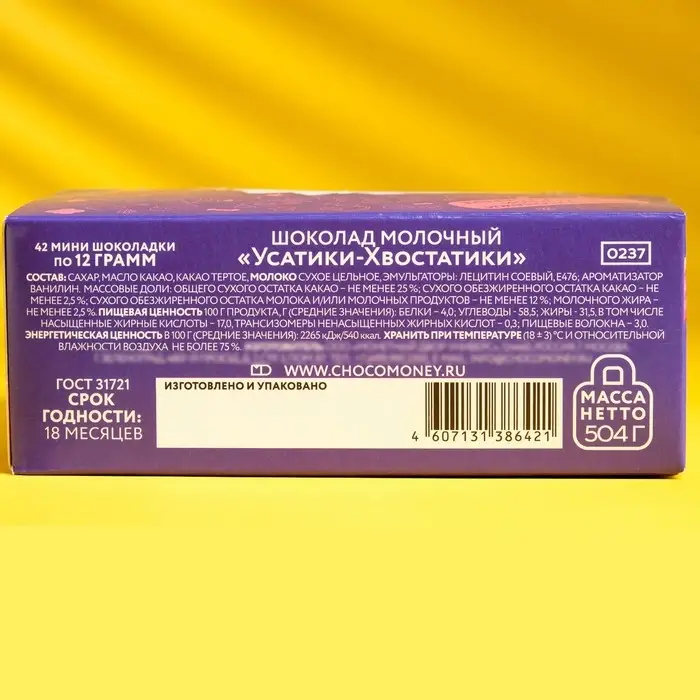 42 МИНИ ШОКОЛАДКИ
ПО 12 ГРАММ
ШОКОЛАД МОЛОЧНЫЙ
«Усатики-Хвостатики»
0237
СОСТАВ: САХАР, МАСЛО КАКАО, КАКАО ТЕРТОЕ, МОЛОКО СУХОЕ ЦЕЛЬНОЕ, ЭМУЛЬГАТОРЫ: ЛЕЦИТИН СОЕВЫЙ, Е476; АРОМАТИЗАТОР
ВАНИЛИН. МАССОВЫЕ ДОЛИ: ОБЩЕГО СУХОГО ОСТАТКА КАКАО – НЕ МЕНЕЕ 25 %; СУХОГО ОБЕЗЖИРЕННОГО ОСТАТКА КАКАО – НЕ
МЕНЕЕ 2,5 %; СУХОГО ОБЕЗЖИРЕННОГО ОСТАТКА МОЛОКА И/ИЛИ МОЛОЧНЫХ ПРОДУКТОВ – НЕ МЕНЕЕ 12 %; МОЛОЧНОГО ЖИРА –
НЕ МЕНЕЕ 2,5 %. ПИЩЕВАЯ ЦЕННОСТЬ 100 Г ПРОДУКТА, Г (СРЕДНИЕ ЗНАЧЕНИЯ): БЕЛКИ – 4,0; УГЛЕВОДЫ - 58,5; ЖИРЫ - 31,5, В ТОМ ЧИСЛЕ
НАСЫЩЕННЫЕ ЖИРНЫЕ КИСЛОТЫ – 17,0, ТРАНСИЗОМЕРЫ НЕНАСЫЩЕННЫХ ЖИРНЫХ КИСЛОТ – 0,3; ПИЩЕВЫЕ ВОЛОКНА – 3,0.
ЭНЕРГЕТИЧЕСКАЯ ЦЕННОСТЬ В 100 Г (СРЕДНИЕ ЗНАЧЕНИЯ): 2265 кДж/540 ккал. ХРАНИТЬ ПРИ ТЕМПЕРАТУРЕ (18 ± 3) °С И ОТНОСИТЕЛЬНОЙ
ВЛАЖНОСТИ ВОЗДУХА НЕ БОЛЕЕ 75 %.
WWW.CHOCOMONEY.RU
ГОСТ 31721
СРОК
ГОДНОСТИ:
18 МЕСЯЦЕВ
ИЗГОТОВЛЕНО И УПАКОВАНО
4 607131 386421
МАССА
НЕТТО
504 Г